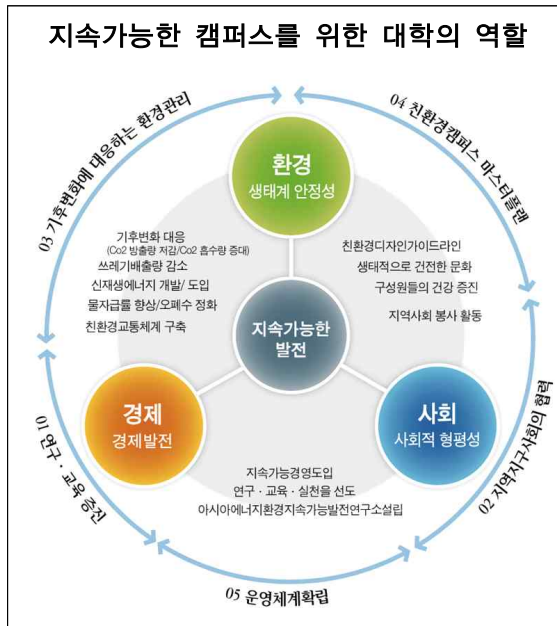 지속가능한 캠퍼스를 위한 대학의 역할
03 기후변화에 대응하는 환경관리
04 친환경캠퍼스 마스터플랜
환경
생태계 안정성
기후변화 대응
(Co2 방출량 저감/Co2 흡수량 증대)
쓰레기배출량 감소
신재생에너지 개발/ 도입
물자급률 향상/오폐수 정화
친환경교통체계 구축
친환경디자인가이드라인
생태적으로 건전한 문화
구성원들의 건강 증진
지역사회 봉사 활동
지속가능한
발전
경제
경제발전
사회
사회적 형평성
지속가능경영도입
연구 · 교육 · 실천을 선도
아시아에너지환경지속가능발전연구소설립
01 연구 · 교육 증진
02 지역지구사회의 협력
05 운영체계확립